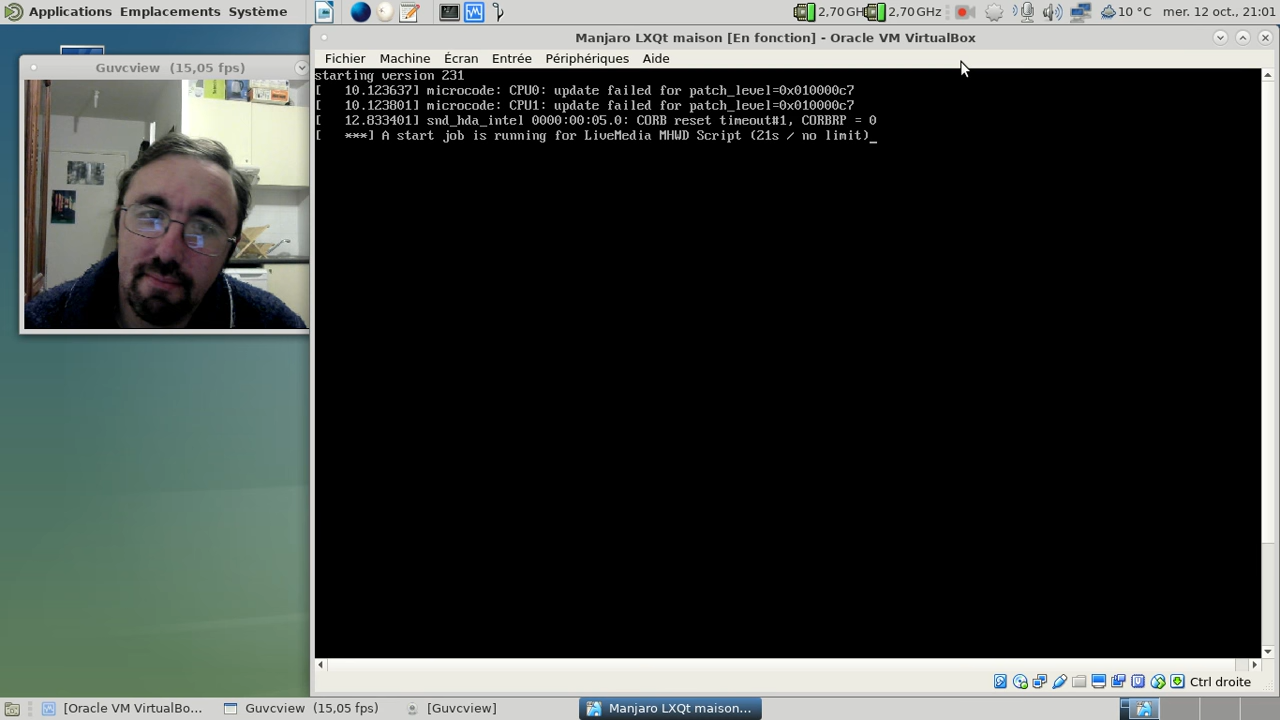 Applications Emplacements Système
2,70 GH 2,70 GHz 10 °C mer. 12 oct., 21:01
Manjaro LXQt maison [En fonction] - Oracle VM VirtualBox
Guvcview (15,05 fps)
Fichier Machine Écran Entrée Périphériques Aide
starting version 231
[   10.123637] microcode: CPU0: update failed for patch_level=0x010000c7
[   10.123801] microcode: CPU1: update failed for patch_level=0x010000c7
[   12.833401] snd_hda_intel 0000:00:05.0: CORB reset timeout#1, CORBRP = 0
[   ***] A start job is running for LiveMedia MHWD Script (21s / no limit)_
Ctrl droite
[Oracle VM VirtualBo... Guvcview (15,05 fps) [Guvcview] Manjaro LXQt maison...